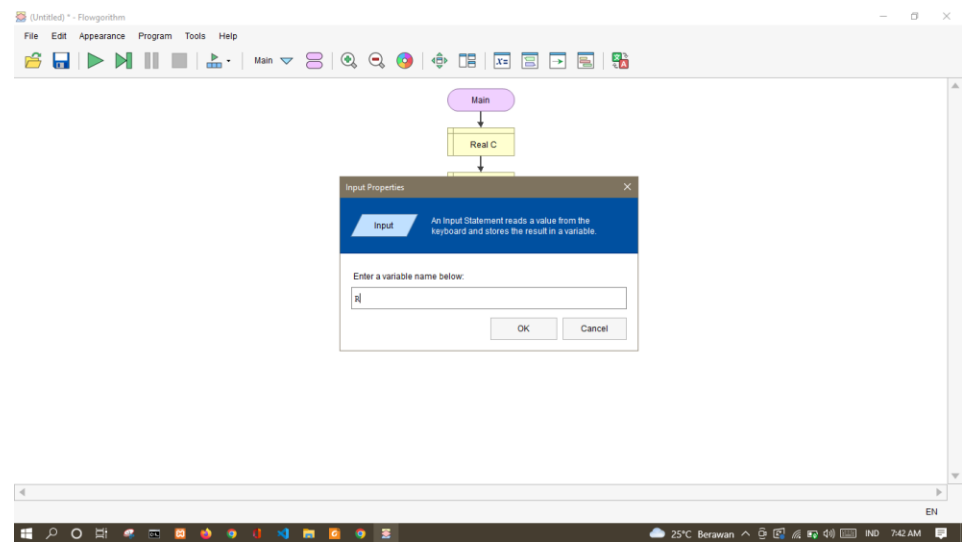 (Untitled) * - Flowgorithm
File Edit Appearance Program Tools Help
Main
Main
Real C
Input Properties
Input
An Input Statement reads a value from the
keyboard and stores the result in a variable.
Enter a variable name below:
R
OK Cancel
EN
25°C Berawan IND 7:42 AM